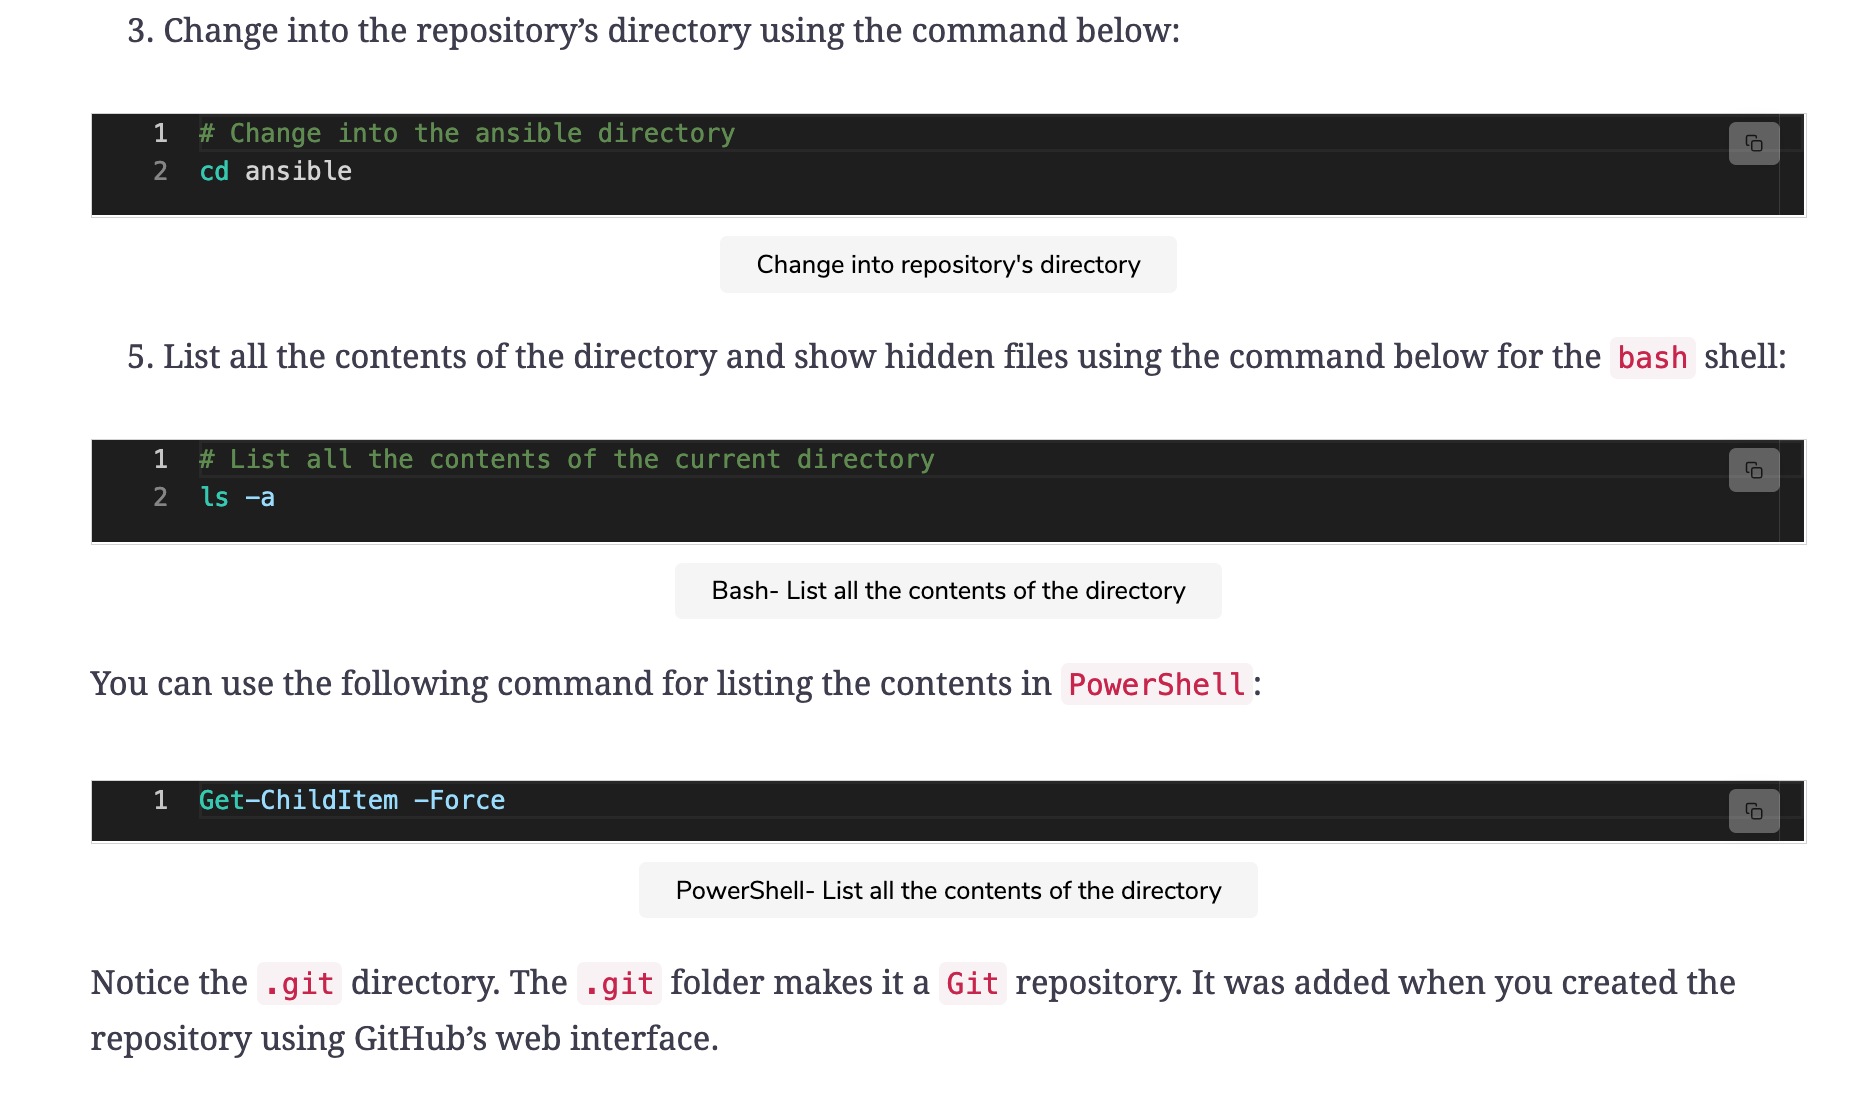 3. Change into the repository’s directory using the command below:
1 # Change into the ansible directory
2 cd ansible
Change into repository's directory
5. List all the contents of the directory and show hidden files using the command below for the bash shell:
1 # List all the contents of the current directory
2 ls -a
Bash- List all the contents of the directory
You can use the following command for listing the contents in PowerShell:
1 Get-ChildItem -Force
PowerShell- List all the contents of the directory
Notice the .git directory. The .git folder makes it a Git repository. It was added when you created the
repository using GitHub’s web interface.